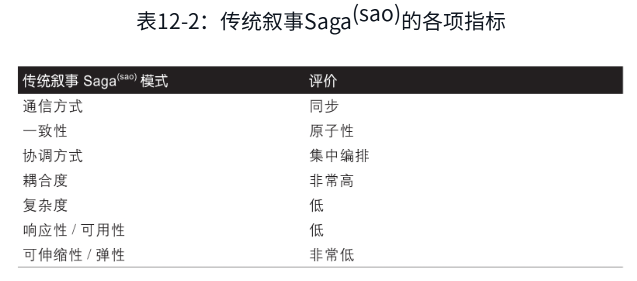 表12-2：传统叙事Saga(sao)的各项指标
传统叙事 Saga(sao) 模式 评价
通信方式 同步
一致性 原子性
协调方式 集中编排
耦合度 非常高
复杂度 低
响应性 / 可用性 低
可伸缩性 / 弹性 非常低